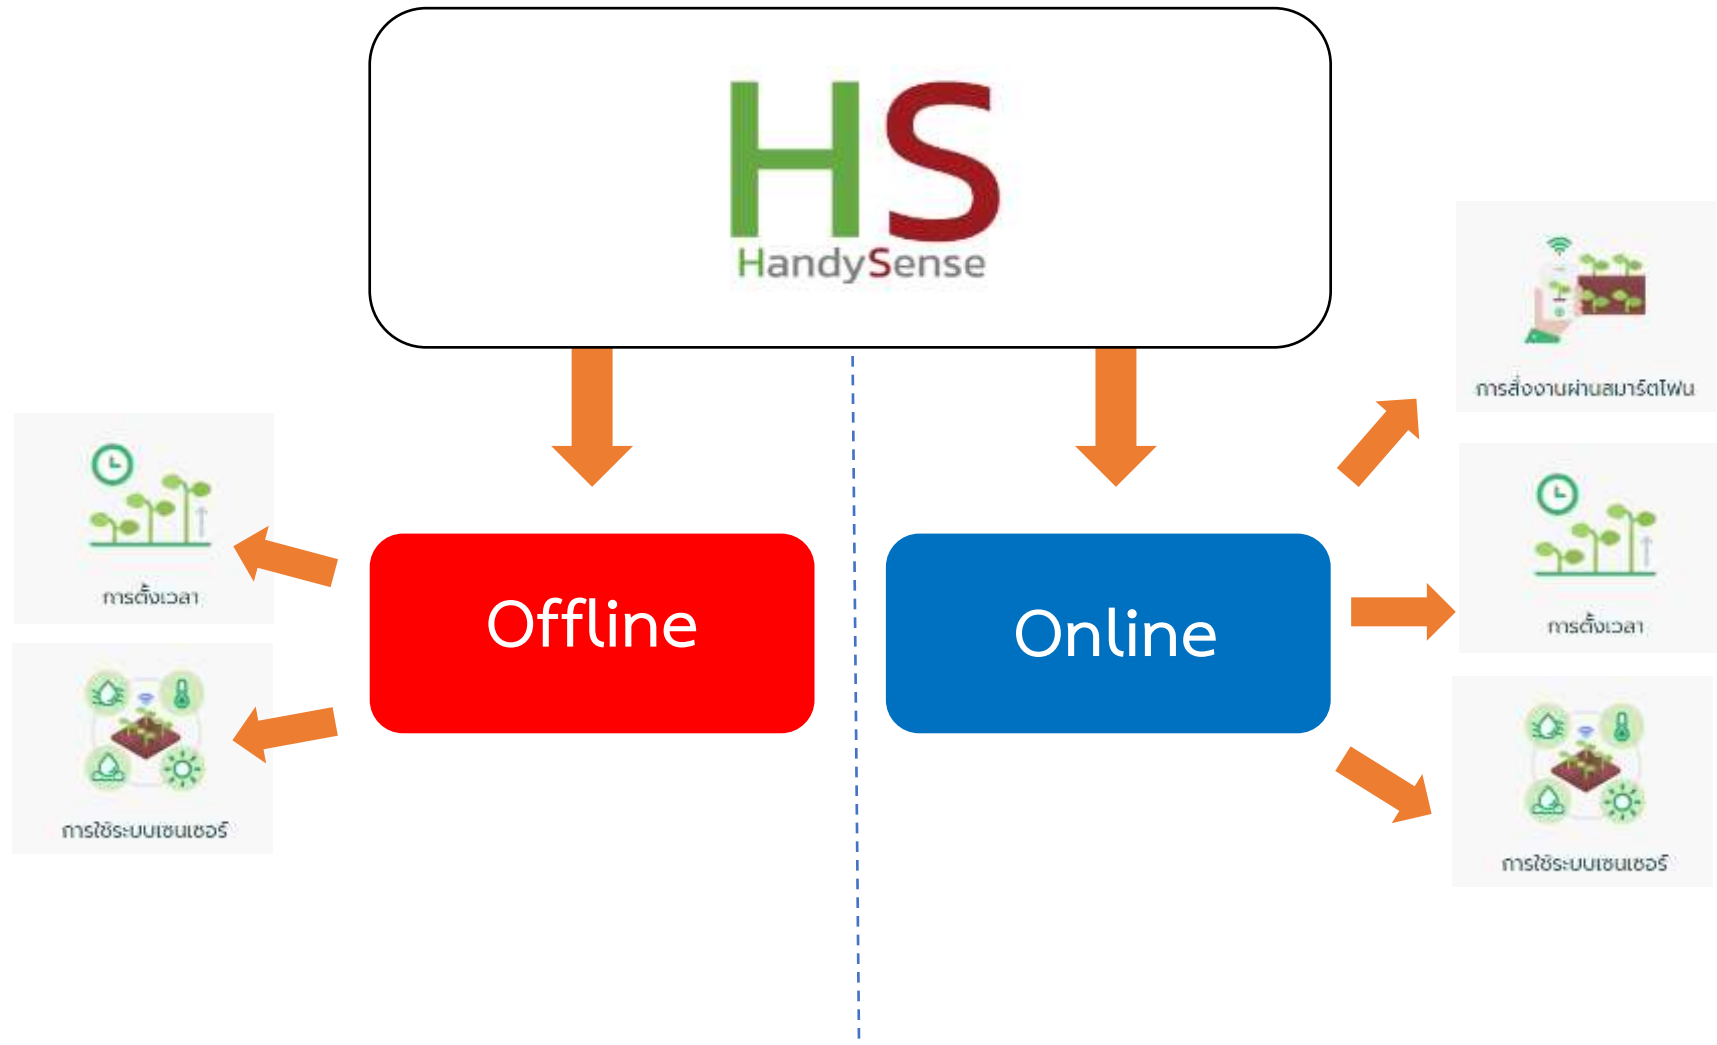 HS
HandySense
การสั่งงานผ่านสมาร์ตโฟน
การตั้งเวลา
Offline
Online
การตั้งเวลา
การใช้ระบบเซนเซอร์
การใช้ระบบเซนเซอร์